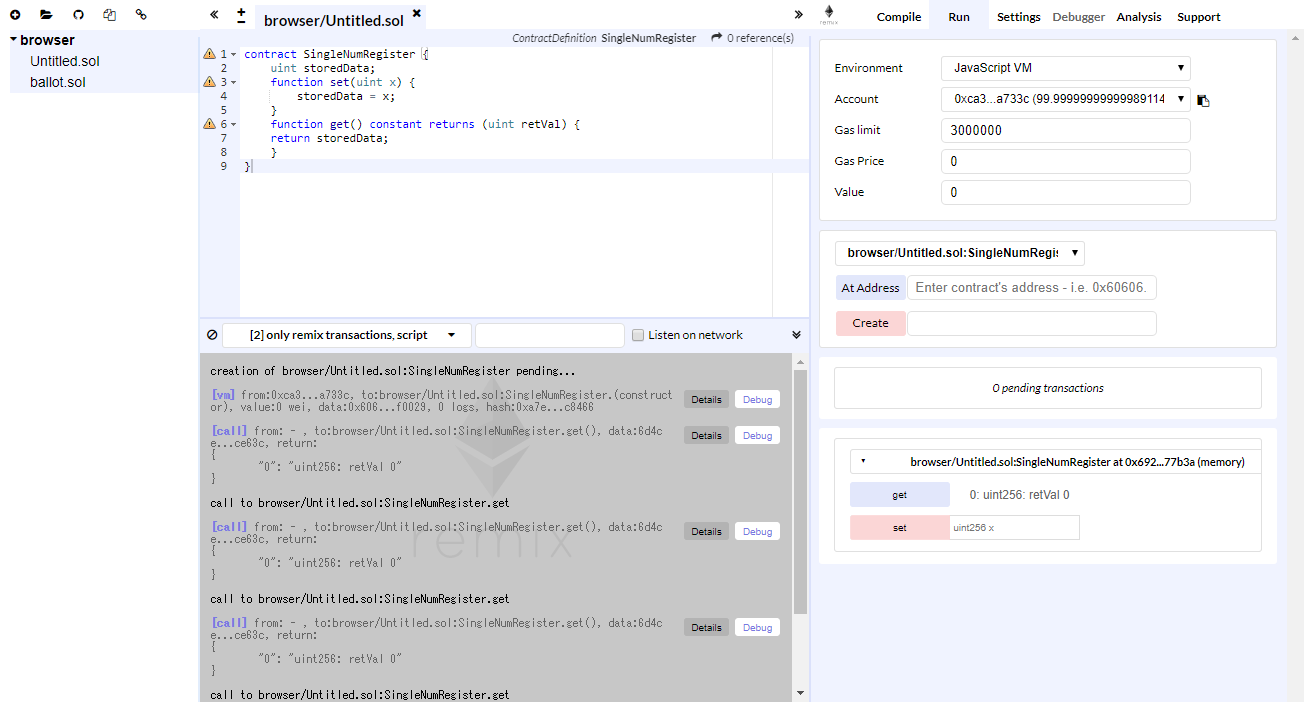 browser
Untitled.sol
ballot.sol
browser/Untitled.sol
ContractDefinition SingleNumRegister 0 reference(s)
1 contract SingleNumRegister {
2 uint storedData;
3 function set(uint x) {
4 storedData = x;
5 }
6 function get() constant returns (uint retVal) {
7 return storedData;
8 }
9 }
[2] only remix transactions, script
Listen on network
creation of browser/Untitled.sol:SingleNumRegister pending...
[vm] from:0xca3...a733c, to:browser/Untitled.sol:SingleNumRegister.(construct
or), value:0 wei, data:0x606...f0029, 0 logs, hash:0xa7e...c8466
Details Debug
[call] from: - , to:browser/Untitled.sol:SingleNumRegister.get(), data:6d4c
e...ce63c, return:
{
"0": "uint256: retVal 0"
}
Details Debug
call to browser/Untitled.sol:SingleNumRegister.get
[call] from: - , to:browser/Untitled.sol:SingleNumRegister.get(), data:6d4c
e...ce63c, return:
{
"0": "uint256: retVal 0"
}
Details Debug
remix
call to browser/Untitled.sol:SingleNumRegister.get
[call] from: - , to:browser/Untitled.sol:SingleNumRegister.get(), data:6d4c
e...ce63c, return:
{
"0": "uint256: retVal 0"
}
Details Debug
call to browser/Untitled.sol:SingleNumRegister.get
remix
Compile Run Settings Debugger Analysis Support
Environment JavaScript VM
Account 0xca3...a733c (99.99999999999989114
Gas limit 3000000
Gas Price 0
Value 0
browser/Untitled.sol:SingleNumRegis
At Address Enter contract's address - i.e. 0x60606.
Create
0 pending transactions
browser/Untitled.sol:SingleNumRegister at 0x692...77b3a (memory)
get 0: uint256: retVal 0
set uint256 x